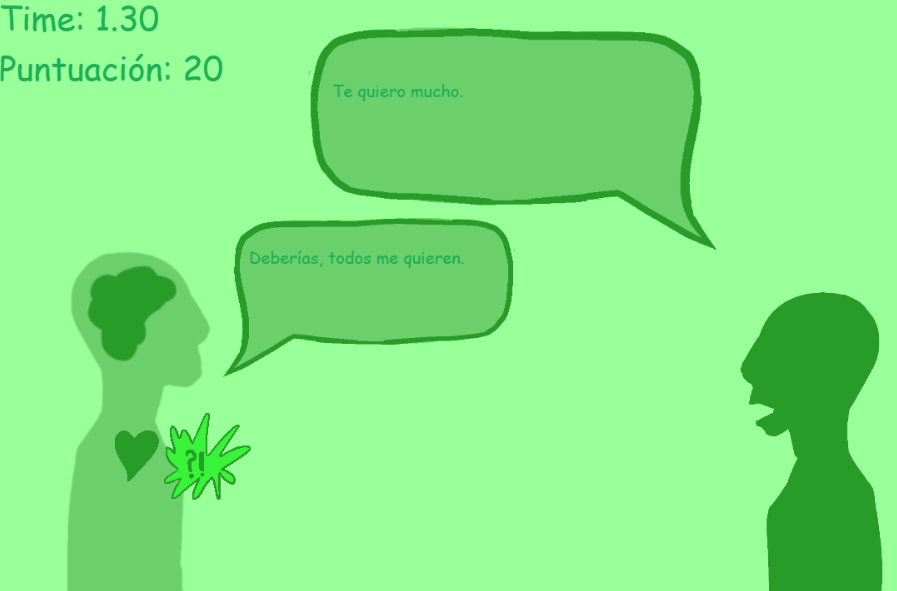 Time: 1.30
Puntuación: 20
Te quiero mucho.
Deberías, todos me quieren.
?!